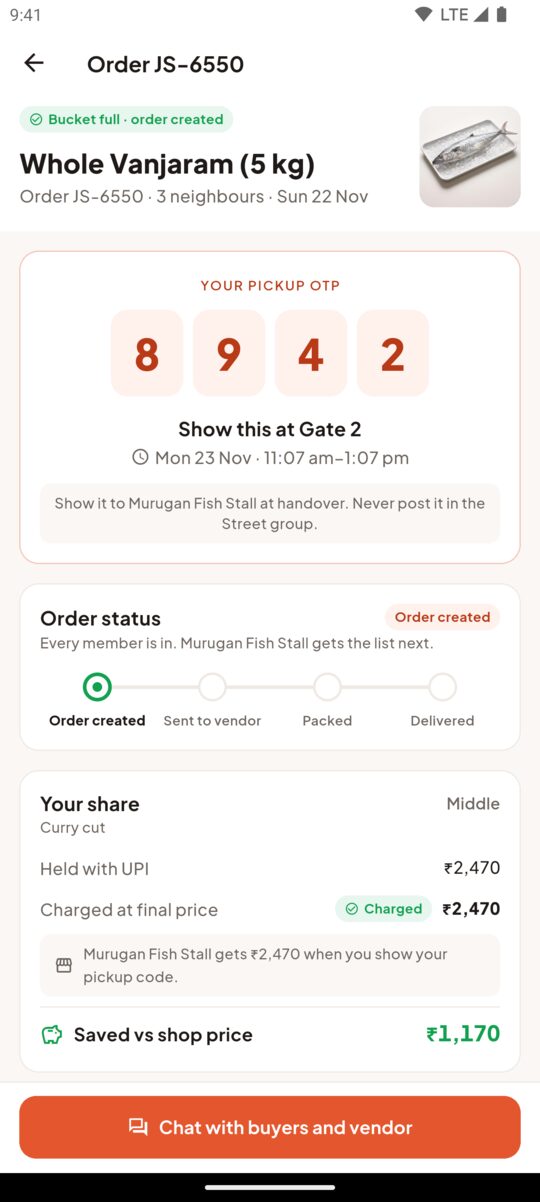 9:41
LTE
Order JS-6550
Bucket full · order created
Whole Vanjaram (5 kg)
Order JS-6550 · 3 neighbours · Sun 22 Nov
YOUR PICKUP OTP
8 9 4 2
Show this at Gate 2
Mon 23 Nov · 11:07 am–1:07 pm
Show it to Murugan Fish Stall at handover. Never post it in the
Street group.
Order status
Order created
Every member is in. Murugan Fish Stall gets the list next.
Order created Sent to vendor Packed Delivered
Your share
Middle
Curry cut
Held with UPI ₹2,470
Charged at final price Charged ₹2,470
Murugan Fish Stall gets ₹2,470 when you show your
pickup code.
Saved vs shop price ₹1,170
Chat with buyers and vendor